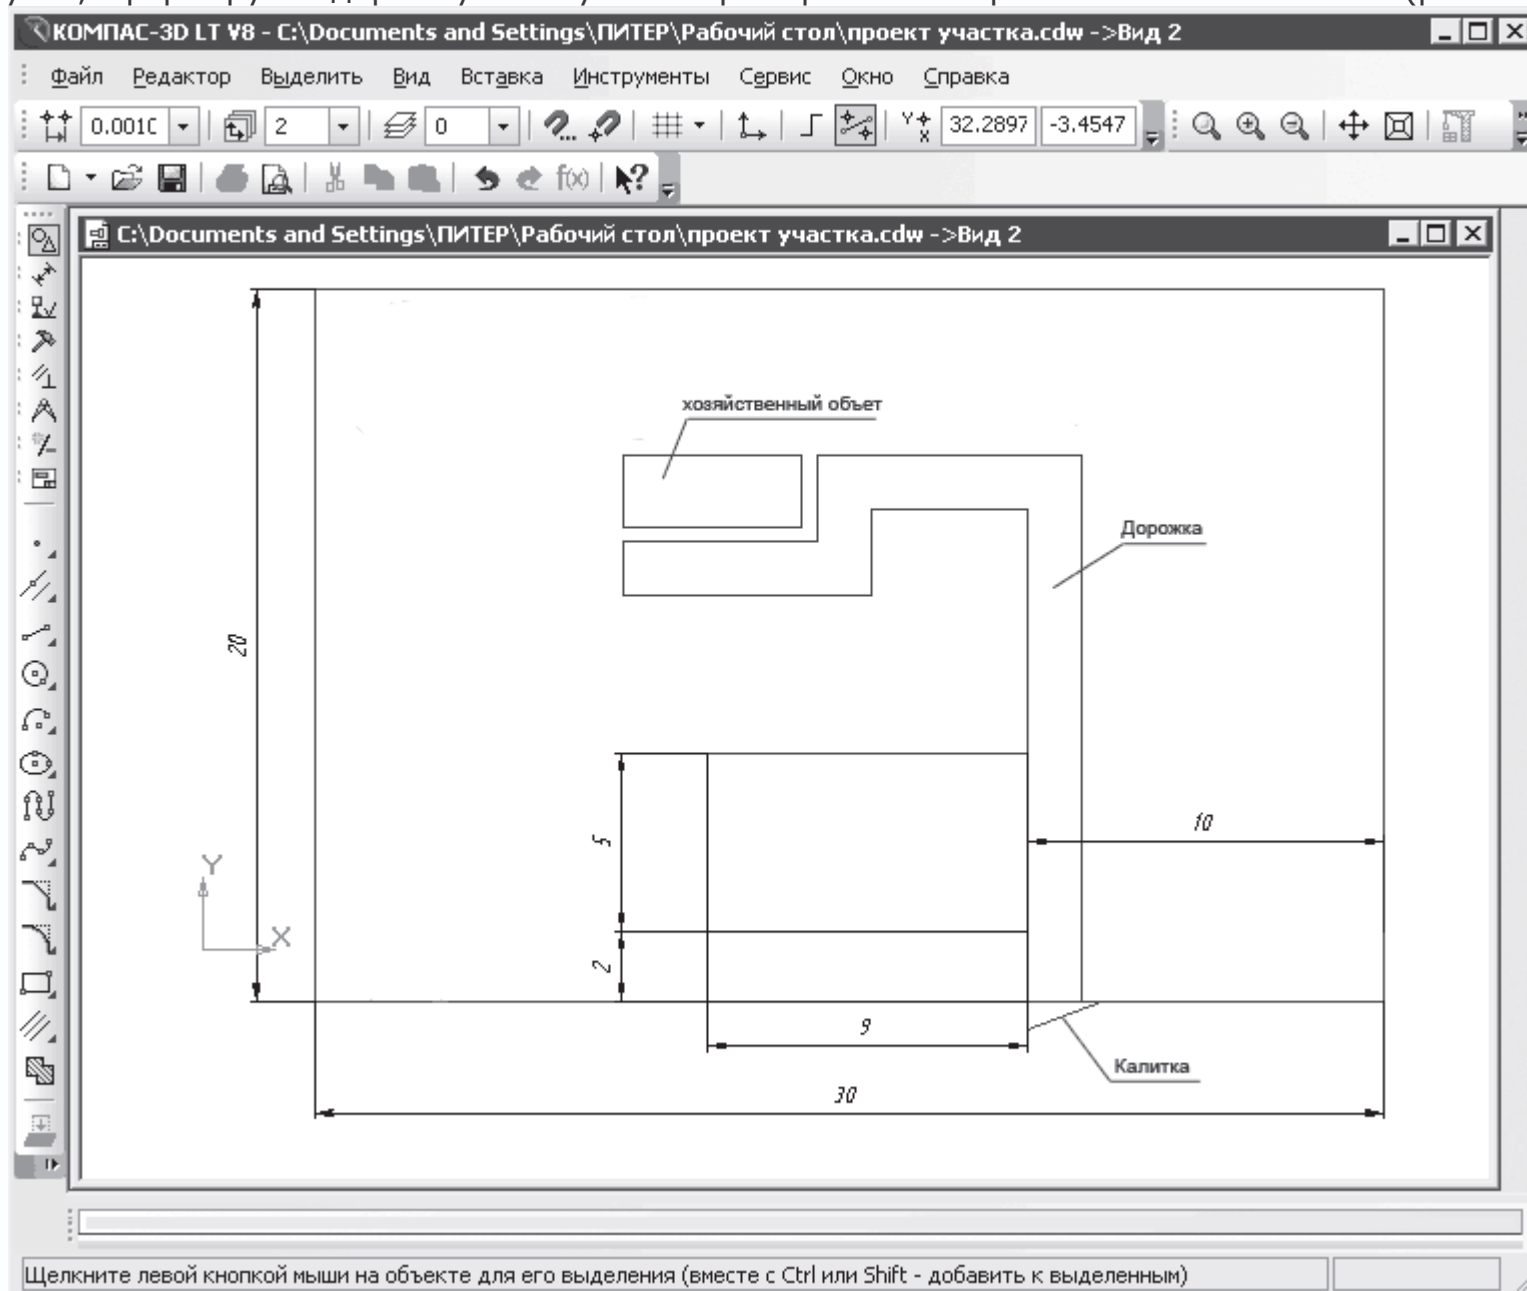 КОМПАС-3D LT V8 - C:\Documents and Settings\ПИТЕР\Рабочий стол\проект участка.cdw ->Вид 2
Файл Редактор Выделить Вид Вставка Инструменты Сервис Окно Справка
0.001 2 0 32.2897 -3.4547
f(x)
C:\Documents and Settings\ПИТЕР\Рабочий стол\проект участка.cdw ->Вид 2
хозяйственный объет
Дорожка
20
10
5
Y
X
2
9
Калитка
30
Щелкните левой кнопкой мыши на объекте для его выделения (вместе с Ctrl или Shift - добавить к выделенным)